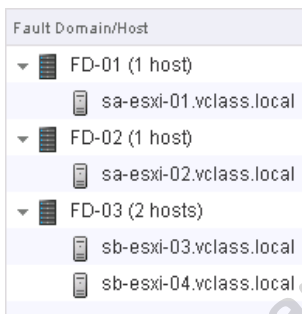 Fault Domain/Host
FD-01 (1 host)
sa-esxi-01.vclass.local
FD-02 (1 host)
sa-esxi-02.vclass.local
FD-03 (2 hosts)
sb-esxi-03.vclass.local
sb-esxi-04.vclass.local